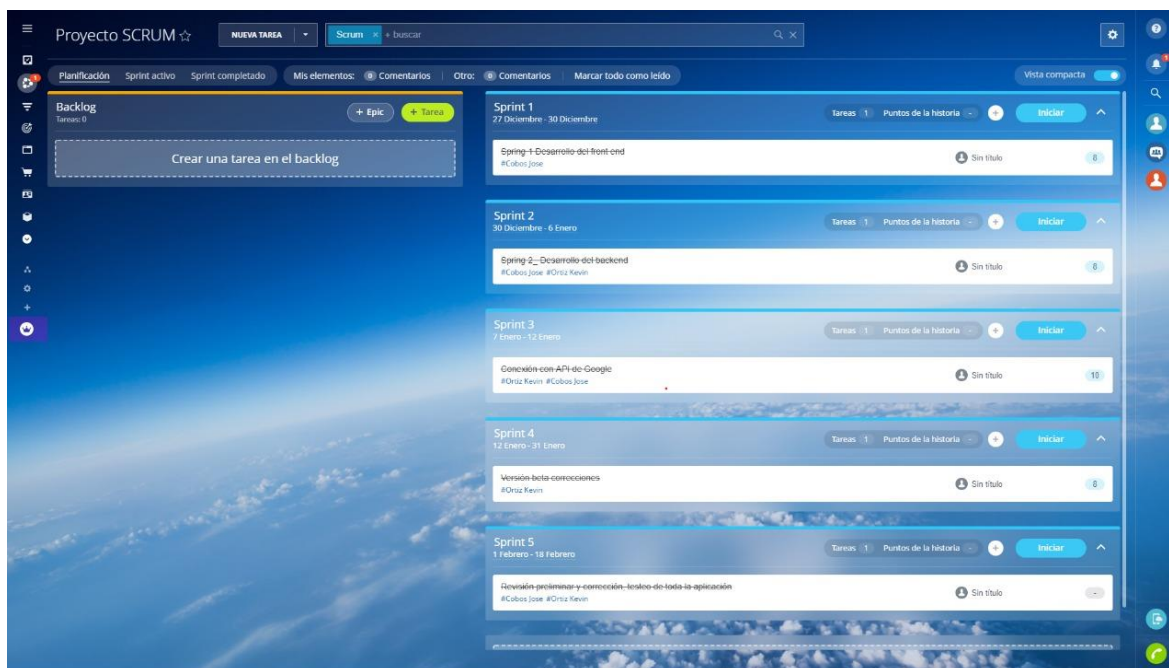 Proyecto SCRUM
NUEVA TAREA
Scrum × + buscar
Planificación Sprint activo Sprint completado Mis elementos: 0 Comentarios Otro: 0 Comentarios Marcar todo como leído Vista compacta
Backlog
Tareas: 0
+ Epic + Tarea
Crear una tarea en el backlog
Sprint 1
27 Diciembre - 30 Diciembre
Tareas 1 Puntos de la historia - + Iniciar
Spring 1 Desarrollo del front end
#Cobos Jose
Sin título 8
Sprint 2
30 Diciembre - 6 Enero
Tareas 1 Puntos de la historia - + Iniciar
Spring 2_ Desarrollo del backend
#Cobos Jose #Ortiz Kevin
Sin título 8
Sprint 3
7 Enero - 12 Enero
Tareas 1 Puntos de la historia - + Iniciar
Conexión con API de Google
#Ortiz Kevin #Cobos Jose
Sin título 10
Sprint 4
12 Enero - 31 Enero
Tareas 1 Puntos de la historia - + Iniciar
Versión beta correcciones
#Ortiz Kevin
Sin título 8
Sprint 5
1 Febrero - 18 Febrero
Tareas 1 Puntos de la historia - + Iniciar
Revisión preliminar y corrección, testeo de toda la aplicación
#Cobos Jose #Ortiz Kevin
Sin título -